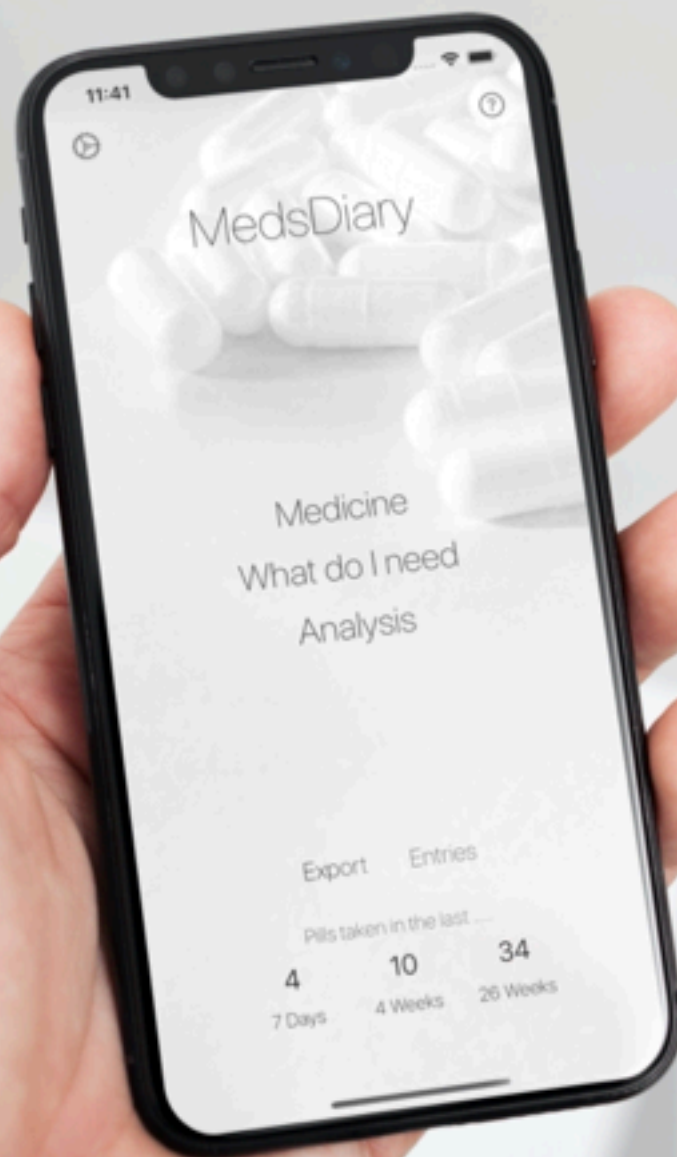 11:41
?
MedsDiary
Medicine
What do I need
Analysis
Export Entries
Pills taken in the last ....
4 10 34
7 Days 4 Weeks 26 Weeks